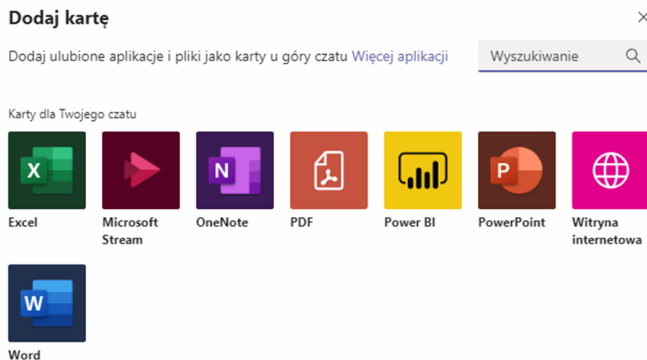 Dodaj kartę
Dodaj ulubione aplikacje i pliki jako karty u góry czatu Więcej aplikacji
Wyszukiwanie
Karty dla Twojego czatu
X
N
P
Excel
Microsoft
Stream
OneNote
PDF
Power BI
PowerPoint
Witryna
internetowa
W
Word